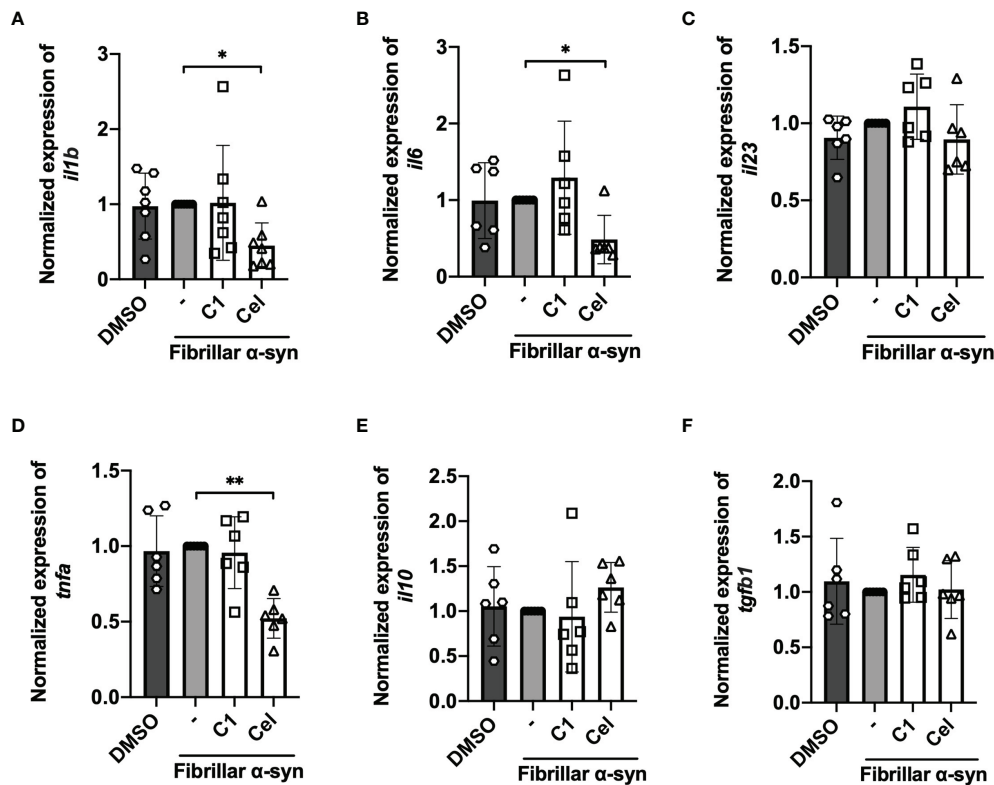 A
Normalized expression of
il1b
3
2
1
0
*
DMSO
-
C1
Cel
Fibrillar α-syn
B
Normalized expression of
il6
3
2
1
0
*
DMSO
-
C1
Cel
Fibrillar α-syn
C
Normalized expression of
il23
1.5
1.0
0.5
0.0
DMSO
-
C1
Cel
Fibrillar α-syn
D
Normalized expression of
tnfa
1.5
1.0
0.5
0.0
**
DMSO
-
C1
Cel
Fibrillar α-syn
E
Normalized expression of
il10
2.5
2.0
1.5
1.0
0.5
0.0
DMSO
-
C1
Cel
Fibrillar α-syn
F
Normalized expression of
tgfb1
2.0
1.5
1.0
0.5
0.0
DMSO
-
C1
Cel
Fibrillar α-syn